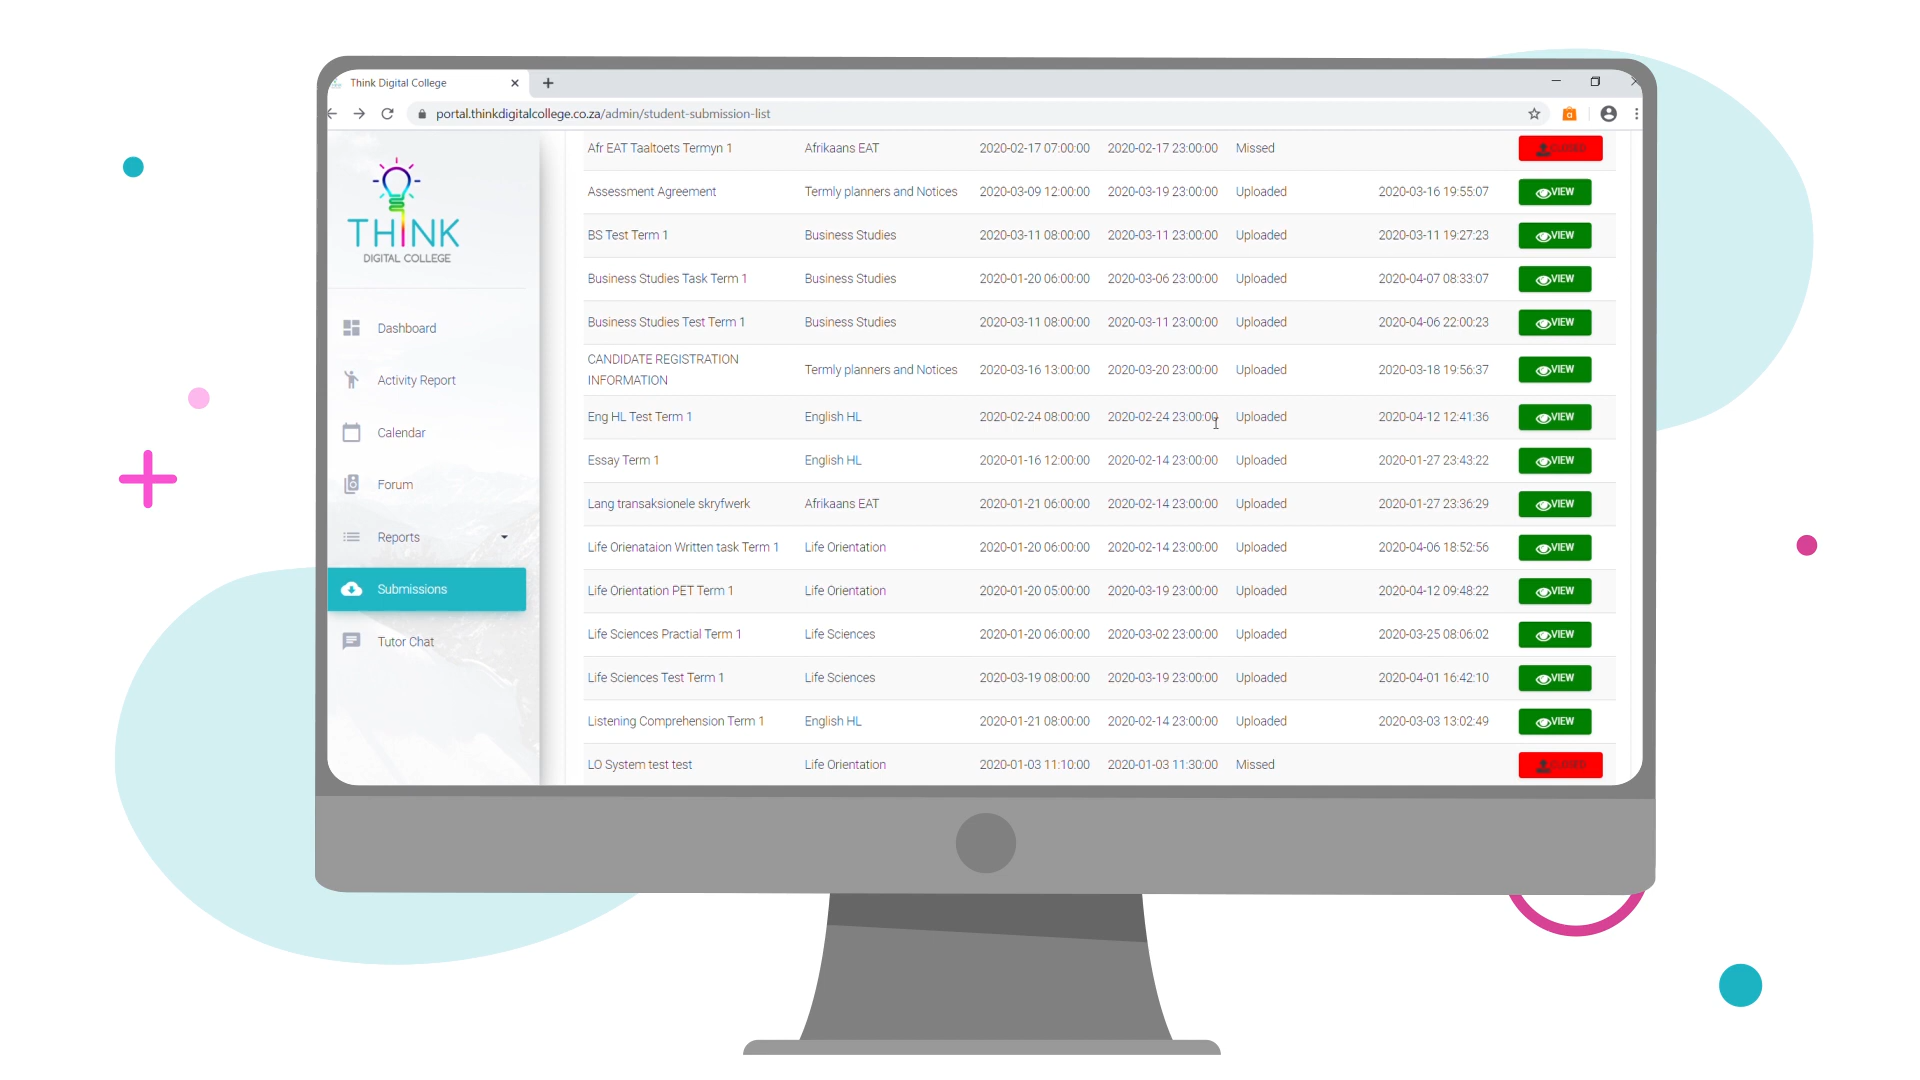 Think Digital College
portal.thinkdigitalcollege.co.za/admin/student-submission-list
THINK
DIGITAL COLLEGE
Dashboard
Activity Report
Calendar
Forum
Reports
Submissions
Tutor Chat
Afr EAT Taaltoets Termyn 1 Afrikaans EAT 2020-02-17 07:00:00 2020-02-17 23:00:00 Missed CLOSED
Assessment Agreement Termly planners and Notices 2020-03-09 12:00:00 2020-03-19 23:00:00 Uploaded 2020-03-16 19:55:07 VIEW
BS Test Term 1 Business Studies 2020-03-11 08:00:00 2020-03-11 23:00:00 Uploaded 2020-03-11 19:27:23 VIEW
Business Studies Task Term 1 Business Studies 2020-01-20 06:00:00 2020-03-06 23:00:00 Uploaded 2020-04-07 08:33:07 VIEW
Business Studies Test Term 1 Business Studies 2020-03-11 08:00:00 2020-03-11 23:00:00 Uploaded 2020-04-06 22:00:23 VIEW
CANDIDATE REGISTRATION
INFORMATION Termly planners and Notices 2020-03-16 13:00:00 2020-03-20 23:00:00 Uploaded 2020-03-18 19:56:37 VIEW
Eng HL Test Term 1 English HL 2020-02-24 08:00:00 2020-02-24 23:00:00 Uploaded 2020-04-12 12:41:36 VIEW
Essay Term 1 English HL 2020-01-16 12:00:00 2020-02-14 23:00:00 Uploaded 2020-01-27 23:43:22 VIEW
Lang transaksionele skryfwerk Afrikaans EAT 2020-01-21 06:00:00 2020-02-14 23:00:00 Uploaded 2020-01-27 23:36:29 VIEW
Life Orienataion Written task Term 1 Life Orientation 2020-01-20 06:00:00 2020-02-14 23:00:00 Uploaded 2020-04-06 18:52:56 VIEW
Life Orientation PET Term 1 Life Orientation 2020-01-20 05:00:00 2020-03-19 23:00:00 Uploaded 2020-04-12 09:48:22 VIEW
Life Sciences Practial Term 1 Life Sciences 2020-01-20 06:00:00 2020-03-02 23:00:00 Uploaded 2020-03-25 08:06:02 VIEW
Life Sciences Test Term 1 Life Sciences 2020-03-19 08:00:00 2020-03-19 23:00:00 Uploaded 2020-04-01 16:42:10 VIEW
Listening Comprehension Term 1 English HL 2020-01-21 08:00:00 2020-02-14 23:00:00 Uploaded 2020-03-03 13:02:49 VIEW
LO System test test Life Orientation 2020-01-03 11:10:00 2020-01-03 11:30:00 Missed CLOSED